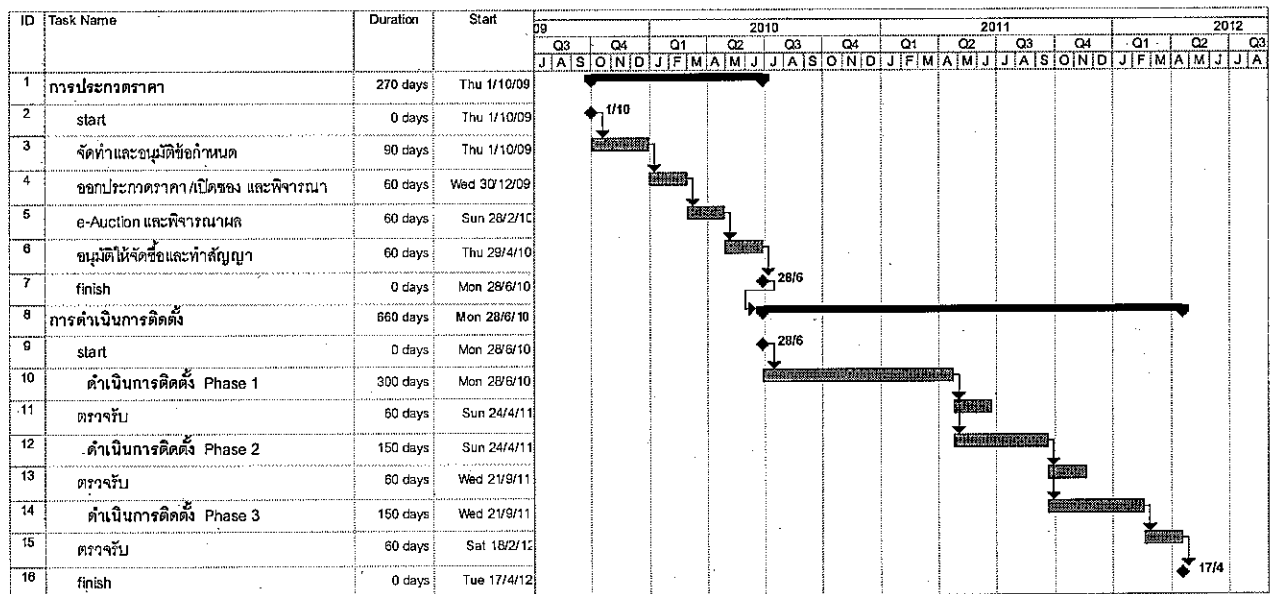 ID Task Name Duration Start
09 2010 2011 2012
Q3 Q4 Q1 Q2 Q3 Q4 Q1 Q2 Q3 Q4 Q1 Q2 Q3
J A S O N D J F M A M J J A S O N D J F M A M J J A S O N D J F M A M J J A
1 การประกวดราคา 270 days Thu 1/10/09
2 start 0 days Thu 1/10/09 1/10
3 จัดทำและอนุมัติข้อกำหนด 90 days Thu 1/10/09
4 ออกประกวดราคา/เปิดซอง และพิจารณา 60 days Wed 30/12/09
5 e-Auction และพิจารณาผล 60 days Sun 28/2/10
6 อนุมัติให้จัดซื้อและทำสัญญา 60 days Thu 29/4/10
7 finish 0 days Mon 28/6/10 28/6
8 การดำเนินการติดตั้ง 660 days Mon 28/6/10
9 start 0 days Mon 28/6/10 28/6
10 ดำเนินการติดตั้ง Phase 1 300 days Mon 28/6/10
11 ตรวจรับ 60 days Sun 24/4/11
12 ดำเนินการติดตั้ง Phase 2 150 days Sun 24/4/11
13 ตรวจรับ 60 days Wed 21/9/11
14 ดำเนินการติดตั้ง Phase 3 150 days Wed 21/9/11
15 ตรวจรับ 60 days Sat 18/2/12
16 finish 0 days Tue 17/4/12 17/4